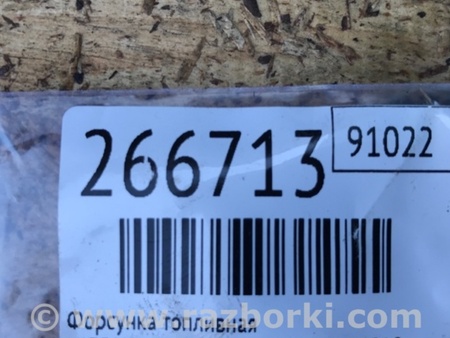 266713
91022
Форсунка топливная
www.razborki.com